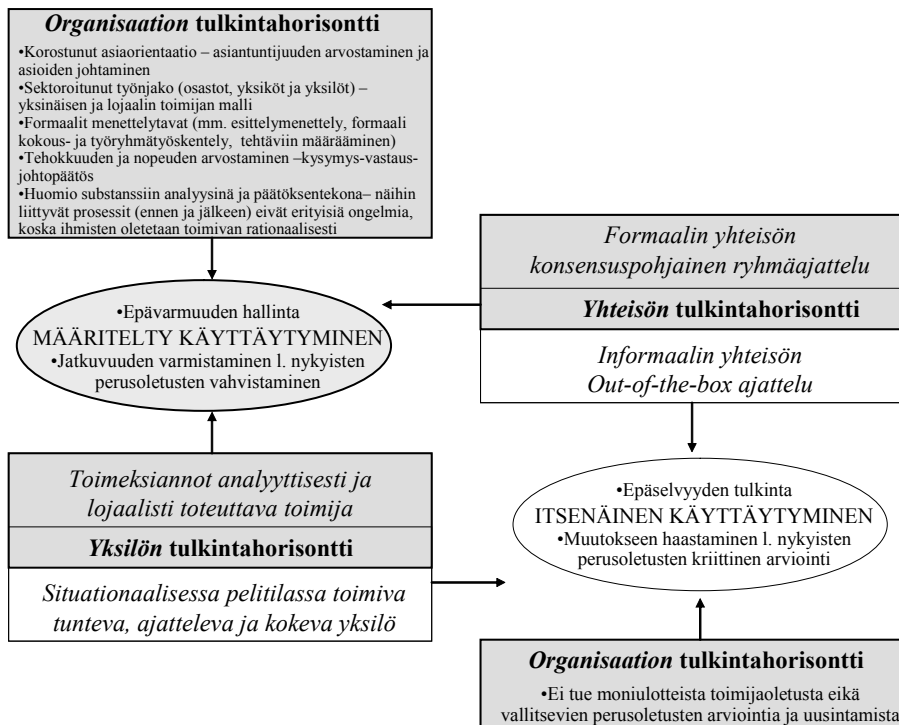 Organisaation tulkintahorisontti
•Korostunut asiaorientaatio – asiantuntijuuden arvostaminen ja
asioiden johtaminen
•Sektoroitunut työnjako (osastot, yksiköt ja yksilöt) –
yksinäisen ja lojaalin toimijan malli
•Formaalit menettelytavat (mm. esittelymenettely, formaali
kokous- ja työryhmätyöskentely, tehtäviin määrääminen)
•Tehokkuuden ja nopeuden arvostaminen –kysymys-vastaus-
johtopäätös
•Huomio substanssiin analyysinä ja päätöksentekona– näihin
liittyvät prosessit (ennen ja jälkeen) eivät erityisiä ongelmia,
koska ihmisten oletetaan toimivan rationaalisesti
Formaalin yhteisön
konsensuspohjainen ryhmäajattelu
Yhteisön tulkintahorisontti
Informaalin yhteisön
Out-of-the-box ajattelu
•Epävarmuuden hallinta
MÄÄRITELTY KÄYTTÄYTYMINEN
•Jatkuvuuden varmistaminen l. nykyisten
perusoletusten vahvistaminen
Toimeksiannot analyyttisesti ja
lojaalisti toteuttava toimija
Yksilön tulkintahorisontti
Situationaalisessa pelitilassa toimiva
tunteva, ajatteleva ja kokeva yksilö
•Epäselvyyden tulkinta
ITSENÄINEN KÄYTTÄYTYMINEN
•Muutokseen haastaminen l. nykyisten
perusoletusten kriittinen arviointi
Organisaation tulkintahorisontti
•Ei tue moniulotteista toimijaoletusta eikä
vallitsevien perusoletusten arviointia ja uusintamista